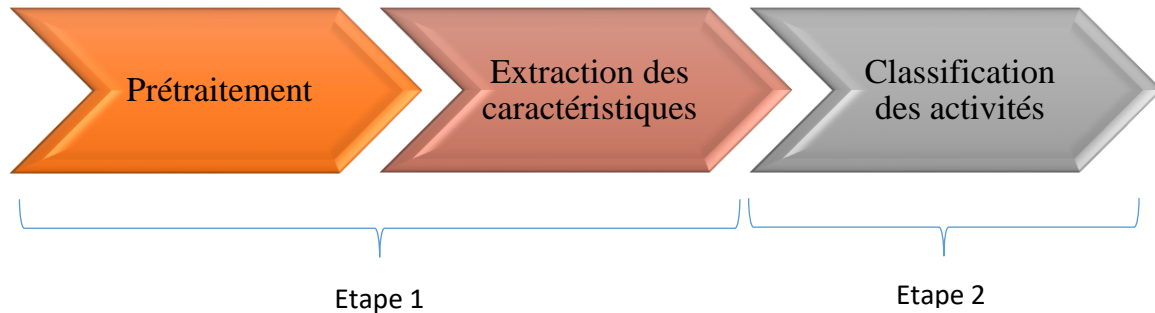 Prétraitement
Extraction des
caractéristiques
Classification
des activités
Etape 1
Etape 2